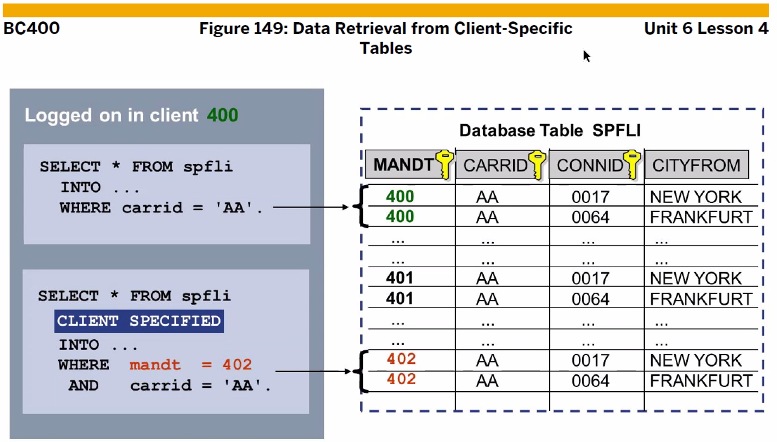 BC400
Figure 149: Data Retrieval from Client-Specific
Tables
Unit 6 Lesson 4
Logged on in client 400
SELECT * FROM spfli
INTO ...
WHERE carrid = 'AA'.
SELECT * FROM spfli
CLIENT SPECIFIED
INTO ...
WHERE mandt = 402
AND carrid = 'AA'.
Database Table SPFLI
MANDT CARRID CONNID CITYFROM
400 AA 0017 NEW YORK
400 AA 0064 FRANKFURT
... ... ... ...
... ... ... ...
401 AA 0017 NEW YORK
401 AA 0064 FRANKFURT
... ... ... ...
... ... ... ...
402 AA 0017 NEW YORK
402 AA 0064 FRANKFURT